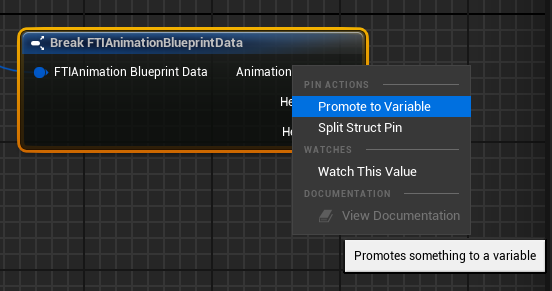 Break FTIAnimationBlueprintData
FTIAnimation Blueprint Data
Animation
He
He
PIN ACTIONS
Promote to Variable
Split Struct Pin
WATCHES
Watch This Value
DOCUMENTATION
View Documentation
Promotes something to a variable